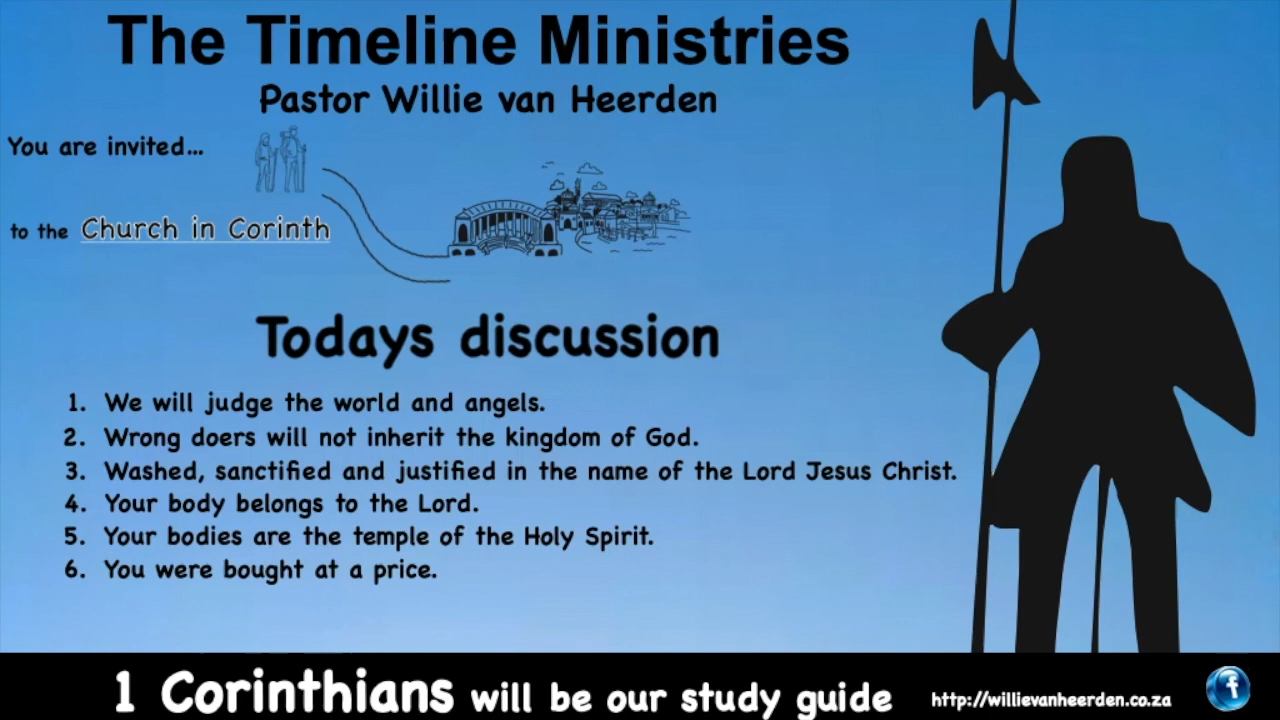 The Timeline Ministries
Pastor Willie van Heerden
You are invited...
to the Church in Corinth
Todays discussion
1. We will judge the world and angels.
2. Wrong doers will not inherit the kingdom of God.
3. Washed, sanctified and justified in the name of the Lord Jesus Christ.
4. Your body belongs to the Lord.
5. Your bodies are the temple of the Holy Spirit.
6. You were bought at a price.
1 Corinthians will be our study guide
http://willievanheerden.co.za
f